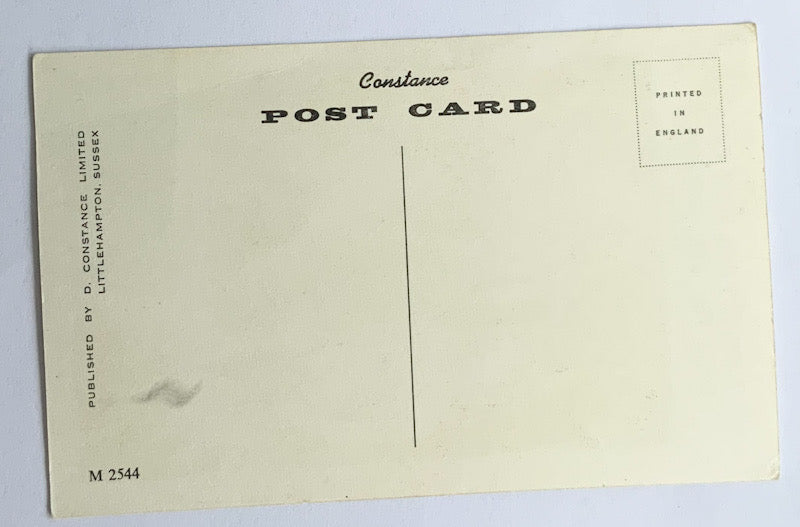 Constance
POST CARD
PRINTED
IN
ENGLAND
PUBLISHED BY D. CONSTANCE LIMITED
LITTLEHAMPTON, SUSSEX
M 2544